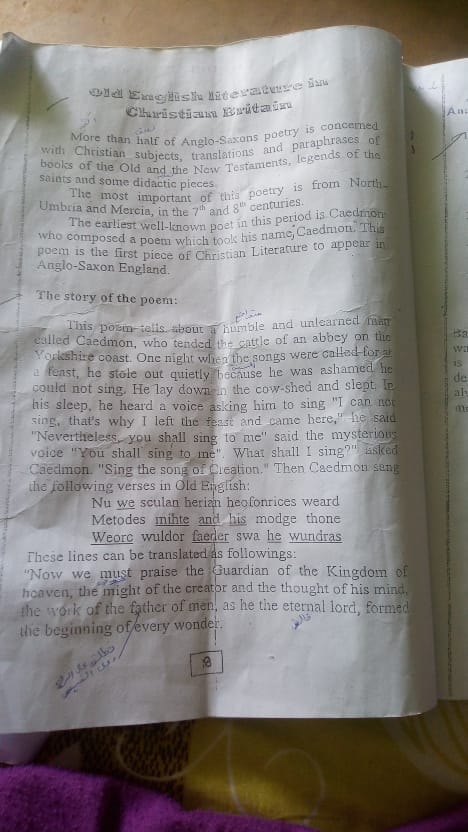 Old English literature in
Christian Britain
More than half of Anglo-Saxons poetry is concerned
with Christian subjects, translations and paraphrases of
books of the Old and the New Testaments, legends of the
saints and some didactic pieces.
The most important of this poetry is from North-
Umbria and Mercia, in the 7th and 8th centuries.
The earliest well-known poet in this period is Caedmon
who composed a poem which took his name, "Caedmon." This
poem is the first piece of Christian Literature to appear in
Anglo-Saxon England.
The story of the poem:
This poem tells about a humble and unlearned man
called Caedmon, who tended the cattle of an abbey on the
Yorkshire coast. One night when the songs were called for at
a feast, he stole out quietly because he was ashamed he
could not sing. He lay down in the cow-shed and slept. In
his sleep, he heard a voice asking him to sing "I can not
sing, that's why I left the feast and came here," he said
"Nevertheless, you shall sing to me" said the mysterious
voice "You shall sing to me". What shall I sing?" asked
Caedmon. "Sing the song of Creation." Then Caedmon sang
the following verses in Old English:
Nu we sculan herian heofonrices weard
Metodes mihte and his modge thone
Weorc wuldor faeder swa he wundras
These lines can be translated as followings:
"Now we must praise the Guardian of the Kingdom of
heaven, the might of the creator and the thought of his mind,
the work of the father of men, as he the eternal lord, formed
the beginning of every wonder.
8